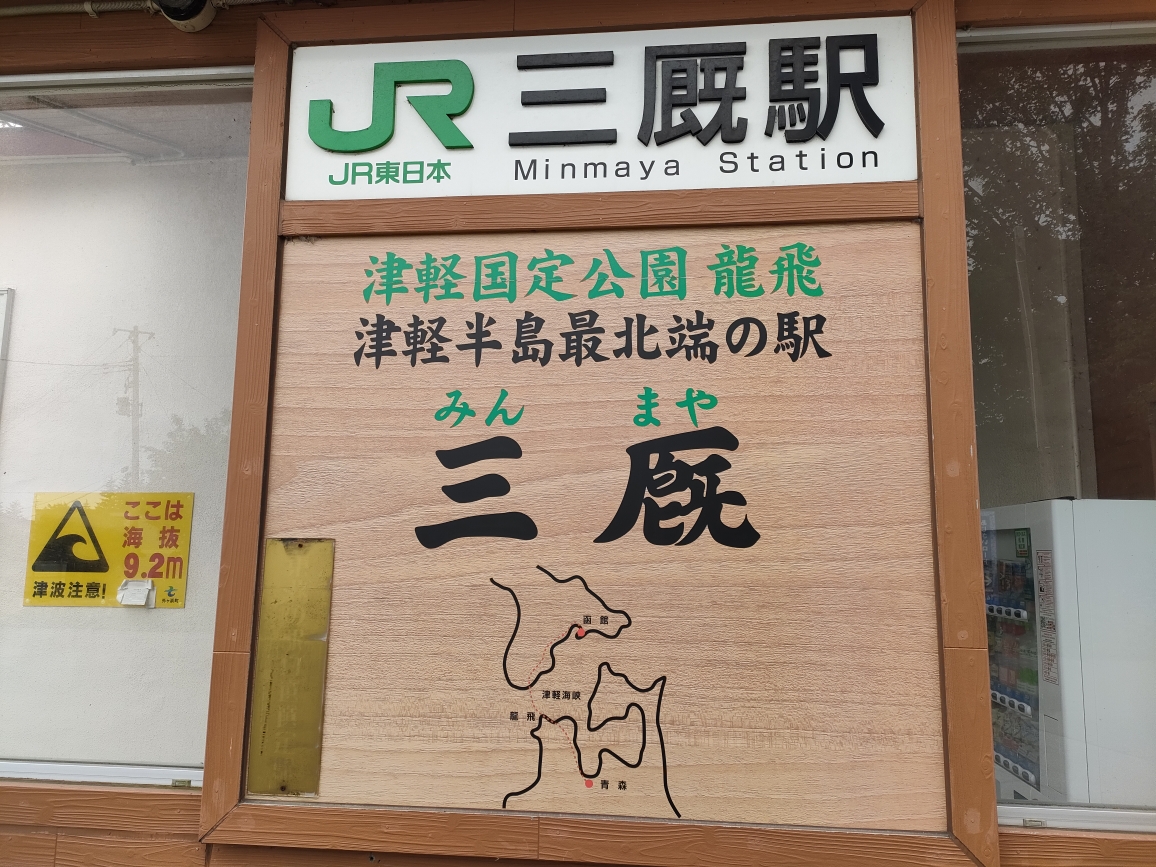 JR 三厩駅
JR東日本 Minmaya Station
津軽国定公園 龍飛
津軽半島最北端の駅
みん まや
三厩
函館
津軽海峡
龍飛
青森
ここは
海抜
9.2m
津波注意!